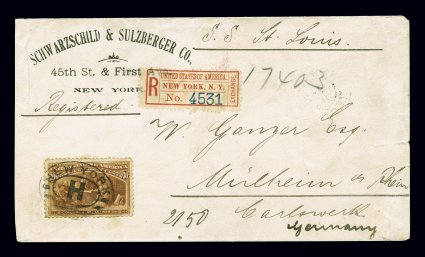 SCHWARZSCHILD & SULZBERGER CO.,
45th St. & First
NEW YORK
Registered
S. S. St. Louis.
R
UNITED STATES OF AMERICA.
NEW YORK, N.Y.
No. 4531
EXCHANGE
17403
W. Ganzer Esq.
Mülheim a/ Rhein
Carlswerk
Germany
2150
H